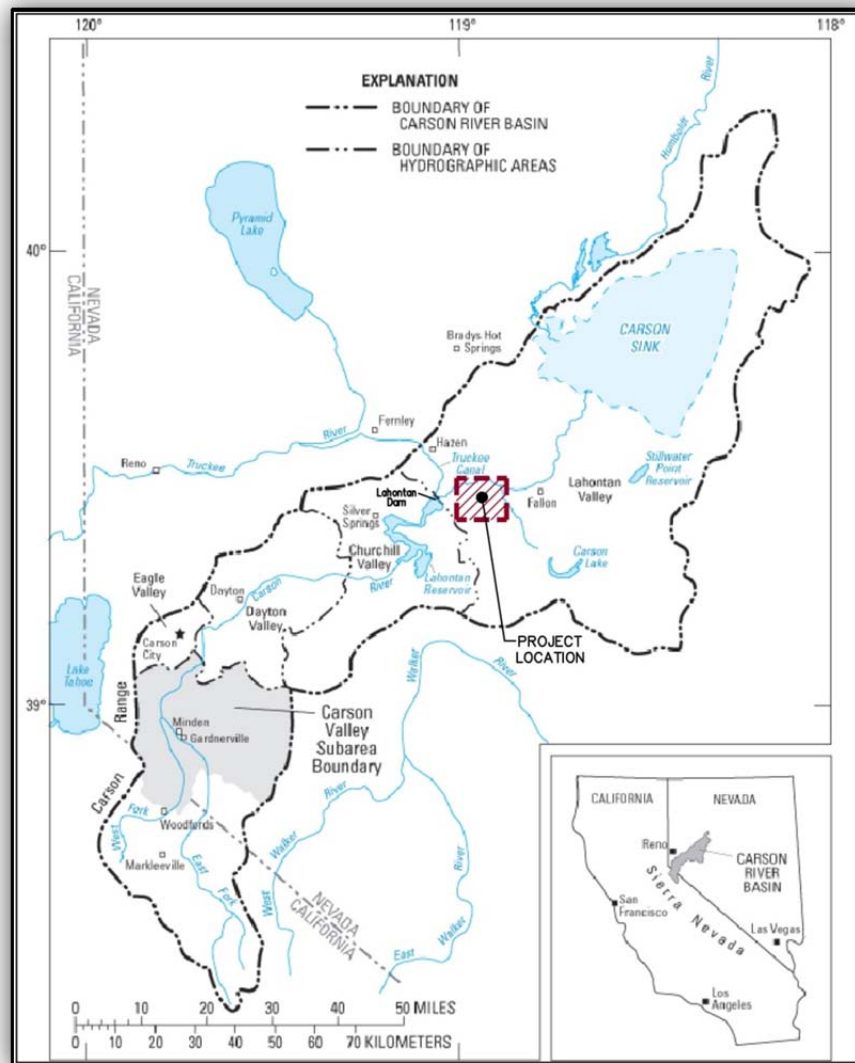 120°
119°
118°
EXPLANATION
BOUNDARY OF
CARSON RIVER BASIN
BOUNDARY OF
HYDROGRAPHIC AREAS
River
Humboldt
Pyramid
Lake
40°
NEVADA
CALIFORNIA
CARSON
SINK
Bradys Hot
Springs
Fernley
River
Hazen
Truckee
Canal
Reno
Truckee
Stillwater
Point
Reservoir
Lahontan
Dam
Fallon
Lahontan
Valley
Silver
Springs
Churchill
Valley
Carson
Lake
Eagle
Valley
Dayton
Carson
River
Lahontan
Reservoir
Dayton
Valley
PROJECT
LOCATION
Carson
City
Lake
Tahoe
Walker
River
39°
Range
Minden
Gardnerville
Carson
Valley
Subarea
Boundary
Carson
River
Fork
West
Woodfords
Walker
River
Markleeville
East
Fork
NEVADA
CALIFORNIA
West
East
Walker
0 10 20 30 40 50 MILES
0 10 20 30 40 50 60 70 KILOMETERS
CALIFORNIA
NEVADA
Reno
CARSON
RIVER
BASIN
Sierra Nevada
San
Francisco
Las Vegas
Los
Angeles